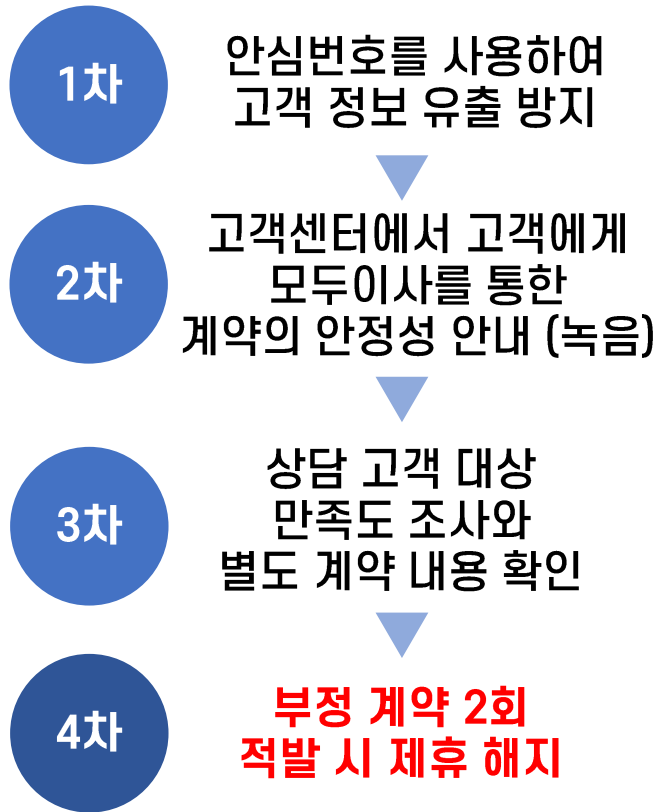 1차
안심번호를 사용하여
고객 정보 유출 방지
2차
고객센터에서 고객에게
모두이사를 통한
계약의 안정성 안내 (녹음)
3차
상담 고객 대상
만족도 조사와
별도 계약 내용 확인
4차
부정 계약 2회
적발 시 제휴 해지